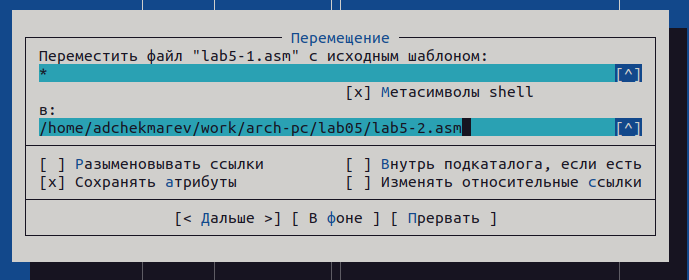 Перемещение
Переместить файл "lab5-1.asm" с исходным шаблоном:
* [^]
[x] Метасимволы shell
в:
/home/adchekmarev/work/arch-pc/lab05/lab5-2.asm [^]
[ ] Разыменовывать ссылки [ ] Внутрь подкаталога, если есть
[x] Сохранять атрибуты [ ] Изменять относительные ссылки
[< Дальше >] [ В фоне ] [ Прервать ]